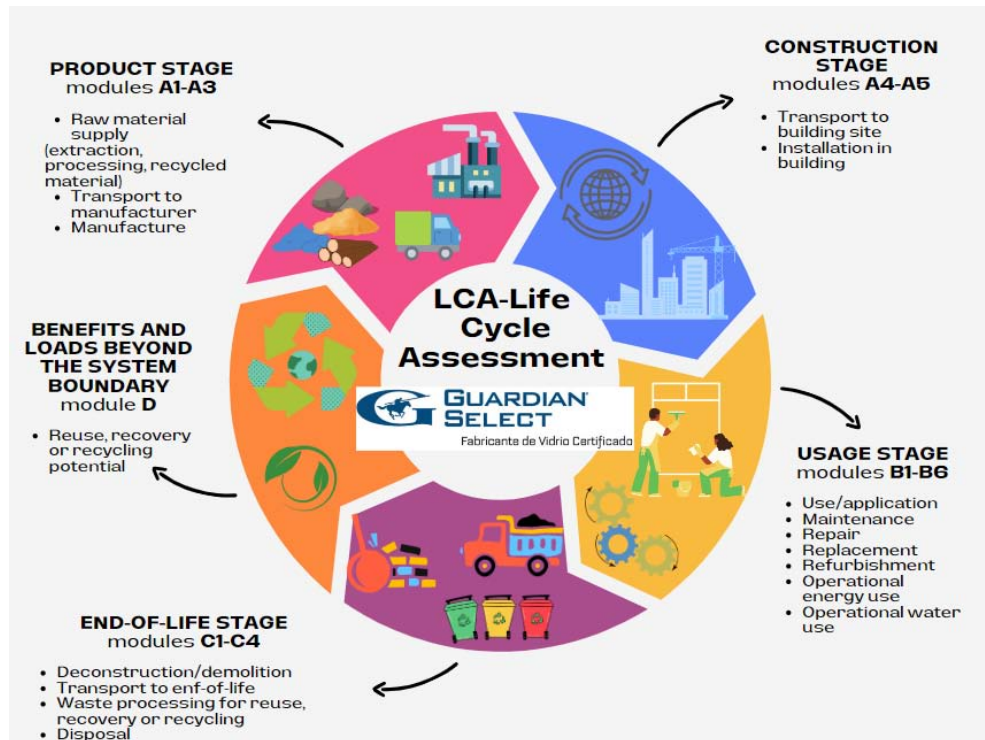 PRODUCT STAGE
modules A1-A3
• Raw material
supply
(extraction,
processing, recycled
material)
• Transport to
manufacturer
• Manufacture
CONSTRUCTION
STAGE
modules A4-A5
• Transport to
building site
• Installation in
building
LCA-Life
Cycle
Assessment
GUARDIAN
SELECT
Fabricante de Vidrio Certificado
BENEFITS AND
LOADS BEYOND
THE SYSTEM
BOUNDARY
module D
• Reuse, recovery
or recycling
potential
USAGE STAGE
modules B1-B6
• Use/application
• Maintenance
• Repair
• Replacement
• Refurbishment
• Operational
energy use
• Operational water
use
END-OF-LIFE STAGE
modules C1-C4
• Deconstruction/demolition
• Transport to enf-of-life
• Waste processing for reuse,
recovery or recycling
• Disposal